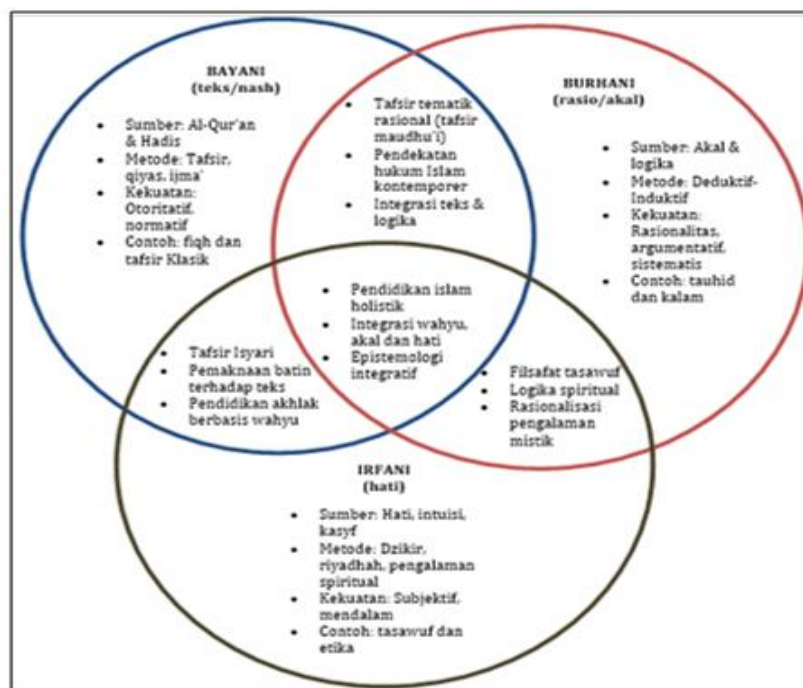 BAYANI
(teks/nash)
• Sumber: Al-Qur'an
& Hadis
• Metode: Tafsir,
qiyas, ijma'
• Kekuatan:
Otoritatif,
normatif
• Contoh: fiqh dan
tafsir Klasik
• Tafsir tematik
rasional (tafsir
maudhu'i)
• Pendekatan
hukum Islam
kontemporer
• Integrasi teks &
logika
BURHANI
(rasio/akal)
• Sumber: Akal &
logika
• Metode: Deduktif-
Induktif
• Kekuatan:
Rasionalitas,
argumentatif,
sistematis
• Contoh: tauhid
dan kalam
• Pendidikan islam
holistik
• Integrasi wahyu,
akal dan hati
• Epistemologi
integratif
• Tafsir Isyari
• Pemaknaan batin
terhadap teks
• Pendidikan akhlak
berbasis wahyu
• Filsafat tasawuf
• Logika spiritual
• Rasionalisasi
pengalaman
mistik
IRFANI
(hati)
• Sumber: Hati, intuisi,
kasyf
• Metode: Dzikir,
riyadhah, pengalaman
spiritual
• Kekuatan: Subjektif,
mendalam
• Contoh: tasawuf dan
etika